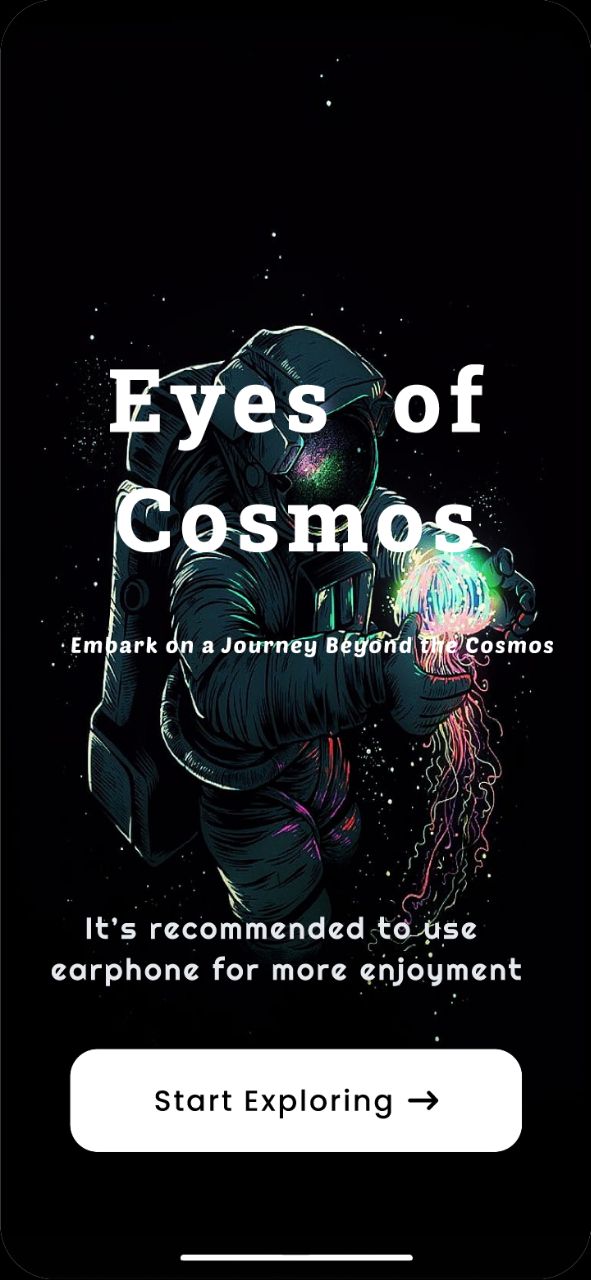 Eyes of
Cosmos
Embark on a Journey Beyond the Cosmos
It's recommended to use
earphone for more enjoyment
Start Exploring →